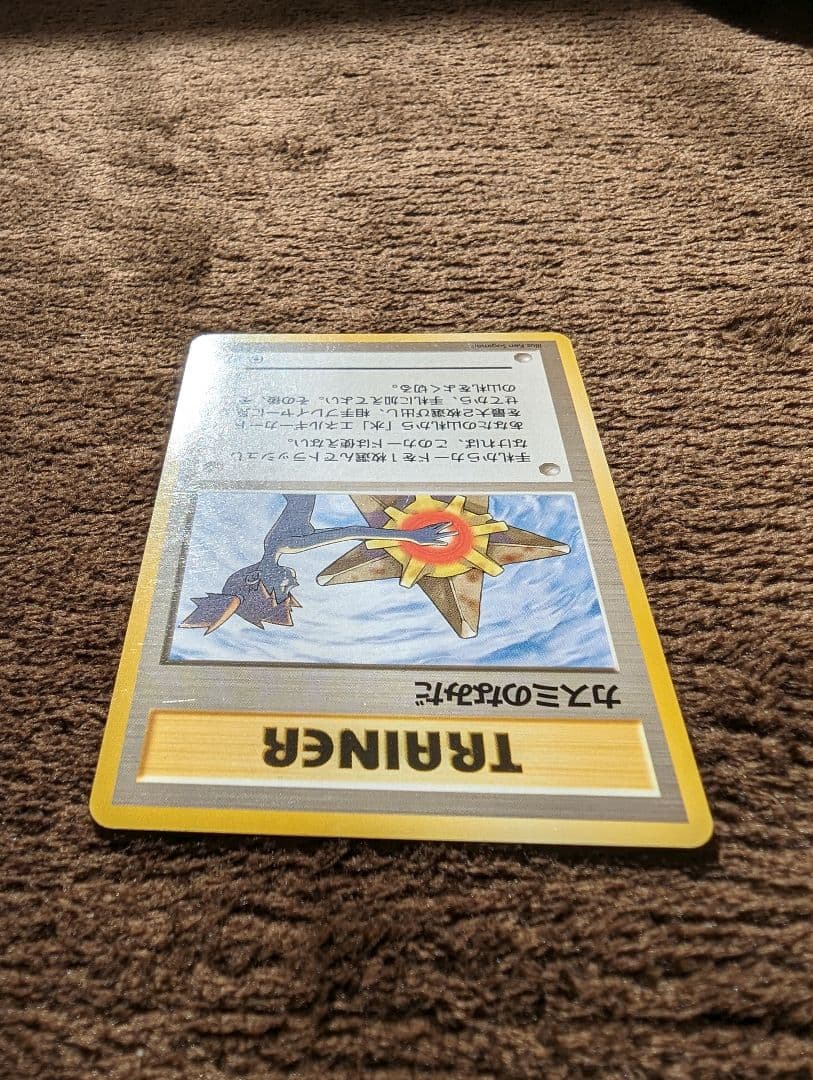 TRAINER
カスミのなみだ
手札からカードを1枚選んでトラッシュし
なければ、このカードは使えない。
あなたの山札から「水」エネルギーカード
を最大2枚選び出し、相手プレイヤーに見
せてから、手札に加えてよい。その後、そ
の山札をよく切る。
Illus. Ken Sugimori